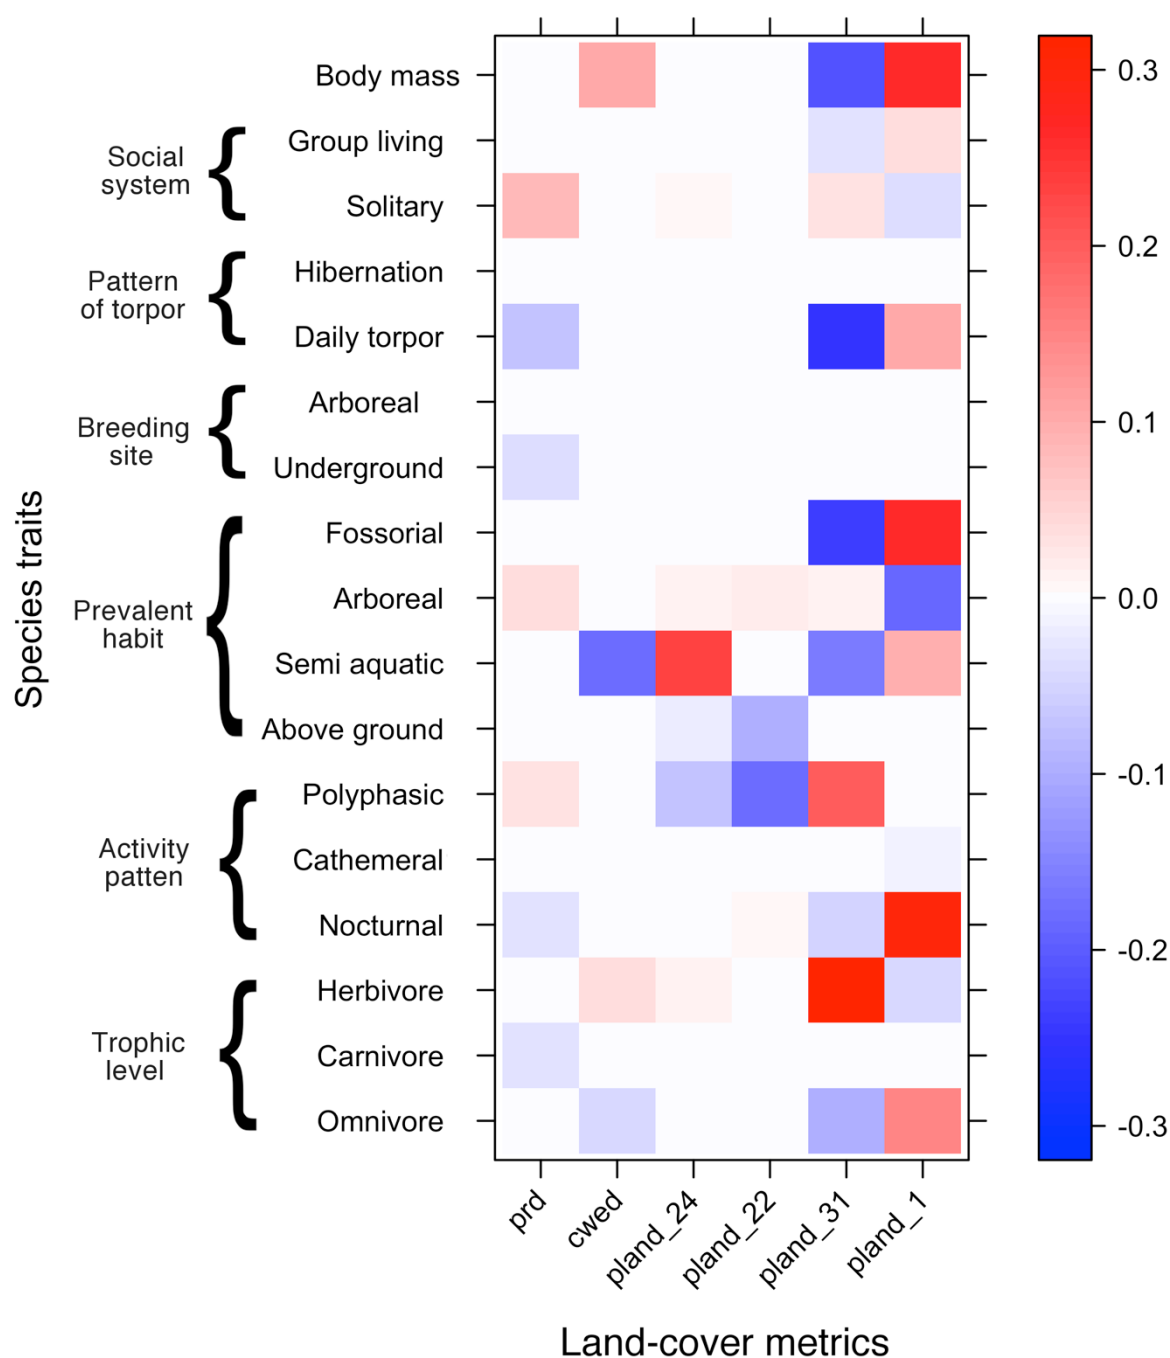 Species traits
Body mass
Social
system
Group living
Solitary
Pattern
of torpor
Hibernation
Daily torpor
Breeding
site
Arboreal
Underground
Prevalent
habit
Fossorial
Arboreal
Semi aquatic
Above ground
Activity
patten
Polyphasic
Cathemeral
Nocturnal
Trophic
level
Herbivore
Carnivore
Omnivore
prd
cwed
pland_24
pland_22
pland_31
pland_1
Land-cover metrics
0.3
0.2
0.1
0.0
-0.1
-0.2
-0.3